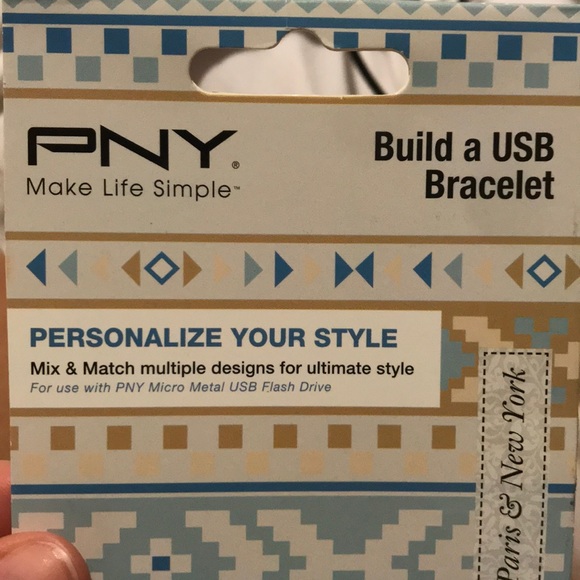 PNY®
Make Life Simple™
Build a USB
Bracelet
PERSONALIZE YOUR STYLE
Mix & Match multiple designs for ultimate style
For use with PNY Micro Metal USB Flash Drive
Paris & New York